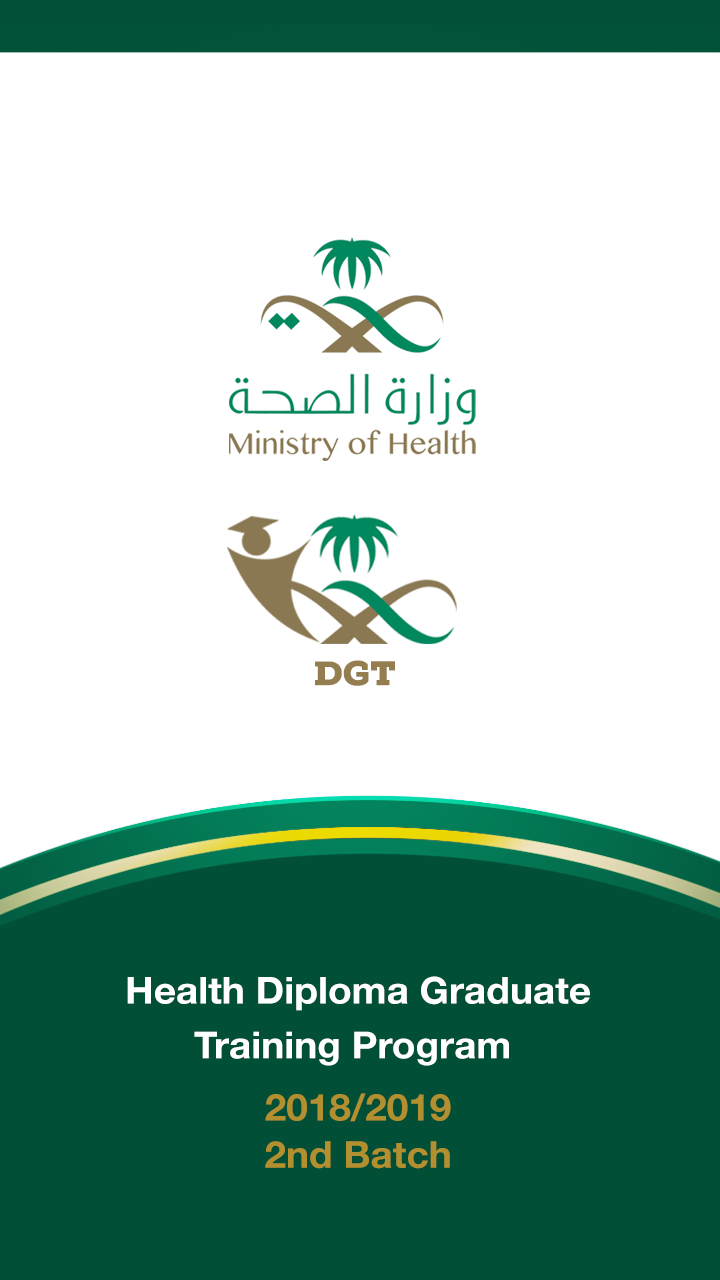 وزارة الصحة
Ministry of Health
DGT
Health Diploma Graduate
Training Program
2018/2019
2nd Batch